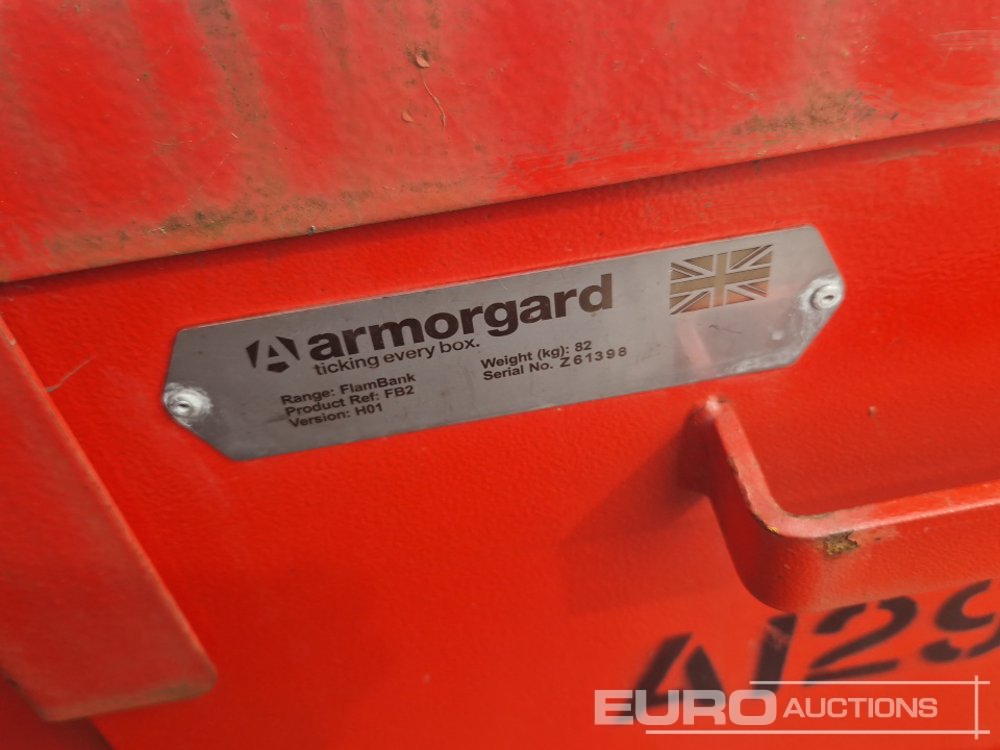 armorgard
ticking every box.
Range: FlamBank
Product Ref: FB2
Version: H01
Weight (kg): 82
Serial No. Z61398
EURO AUCTIONS